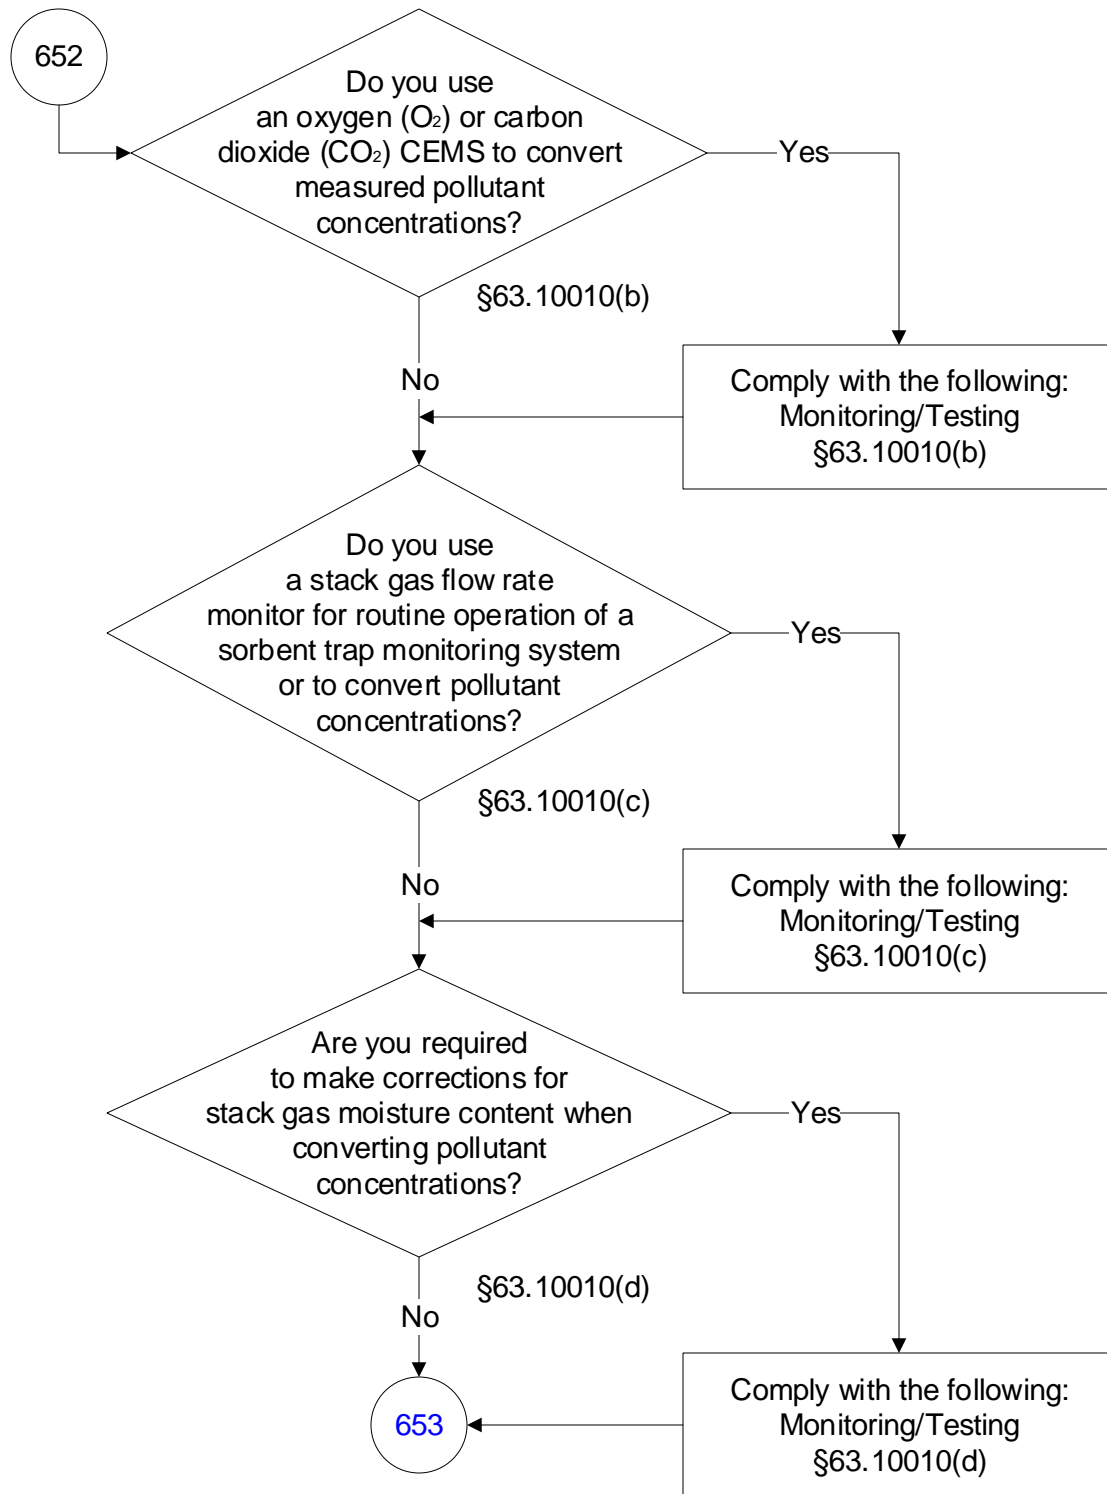 652
Do you use
an oxygen (O₂) or carbon
dioxide (CO₂) CEMS to convert
measured pollutant
concentrations?
Yes
§63.10010(b)
No
Comply with the following:
Monitoring/Testing
§63.10010(b)
Do you use
a stack gas flow rate
monitor for routine operation of a
sorbent trap monitoring system
or to convert pollutant
concentrations?
Yes
§63.10010(c)
No
Comply with the following:
Monitoring/Testing
§63.10010(c)
Are you required
to make corrections for
stack gas moisture content when
converting pollutant
concentrations?
Yes
§63.10010(d)
No
Comply with the following:
Monitoring/Testing
§63.10010(d)
653